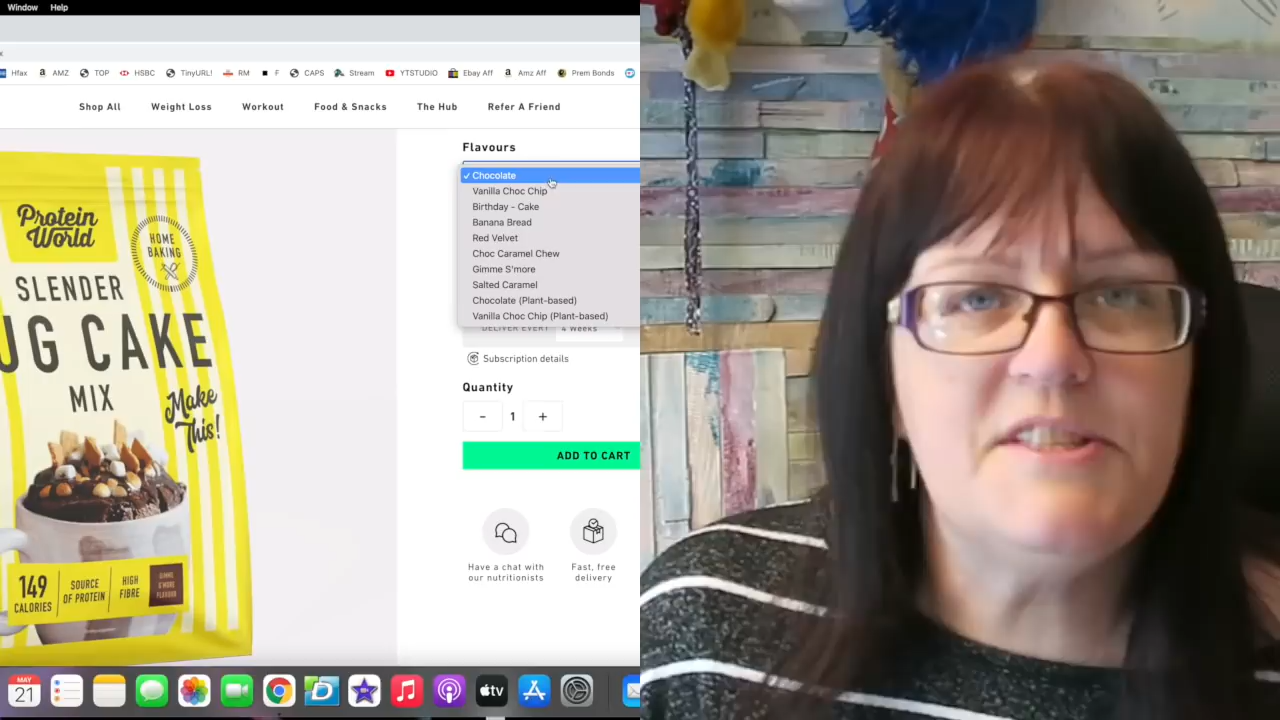 Window Help
Hfax AMZ TOP HSBC TinyURL! RM F CAPS Stream YTSTUDIO Ebay Aff Amz Aff Prem Bonds
Shop All Weight Loss Workout Food & Snacks The Hub Refer A Friend
Flavours
Chocolate
Vanilla Choc Chip
Birthday - Cake
Banana Bread
Red Velvet
Choc Caramel Chew
Gimme S'more
Salted Caramel
Chocolate (Plant-based)
Vanilla Choc Chip (Plant-based)
DELIVER EVERY 4 Weeks
Subscription details
Quantity
- 1 +
ADD TO CART
Have a chat with
our nutritionists
Fast, free
delivery
Protein
World
HOME
BAKING
SLENDER
UG CAKE
MIX
Make
This!
149
CALORIES
SOURCE
OF PROTEIN
HIGH
FIBRE
GIMME
S'MORE
FLAVOUR
MAY
21
tv